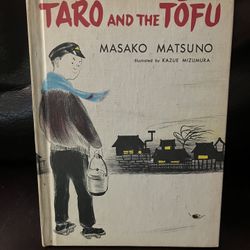 TARO AND THE TŌFU
MASAKO MATSUNO
Illustrated by KAZUE MIZUMURA